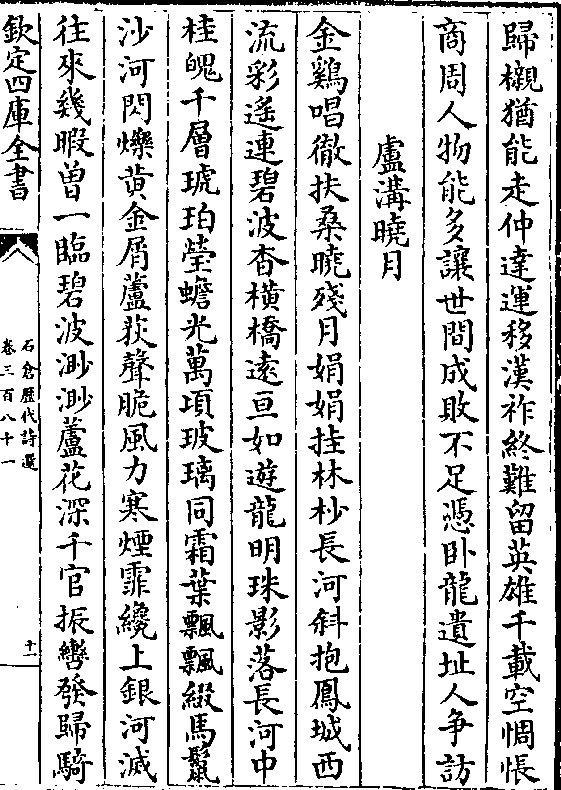 歸櫬猶能走仲達運移漢祚終難留英雄千載空惆悵
商周人物能多讓世間成敗不足憑卧龍遺址人争訪
盧溝曉月
金鷄唱徹扶桑曉殘月娟娟挂林杪長河斜抱鳳城西
流彩遙連碧波杳橫橋遠亘如遊龍明珠影落長河中
桂魄千層琥珀瑩蟾光萬項玻璃同霜葉飄飄綴馬鬛
沙河閃爍黃金屑蘆荻聲脆風力寒煙霏纔上銀河滅
往來幾暇曾一臨碧波渺渺蘆花深千官振轡發歸騎
欽定四庫全書
石倉歷代詩選
卷三百八十一
十一